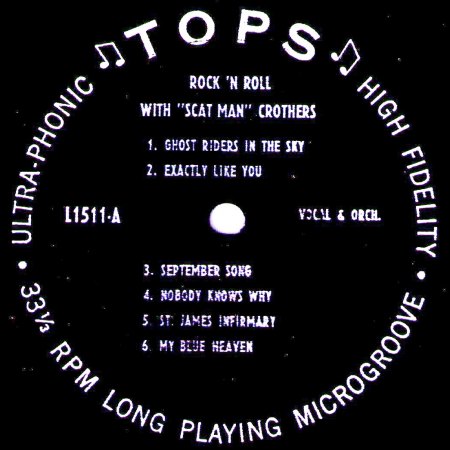 ♫ TOPS ♫
ULTRA-PHONIC
HIGH FIDELITY
ROCK 'N ROLL
WITH "SCAT MAN" CROTHERS
1. GHOST RIDERS IN THE SKY
2. EXACTLY LIKE YOU
L1511-A
VOCAL & ORCH.
3. SEPTEMBER SONG
4. NOBODY KNOWS WHY
5. ST. JAMES INFIRMARY
6. MY BLUE HEAVEN
• 33⅓ RPM LONG PLAYING MICROGROOVE •